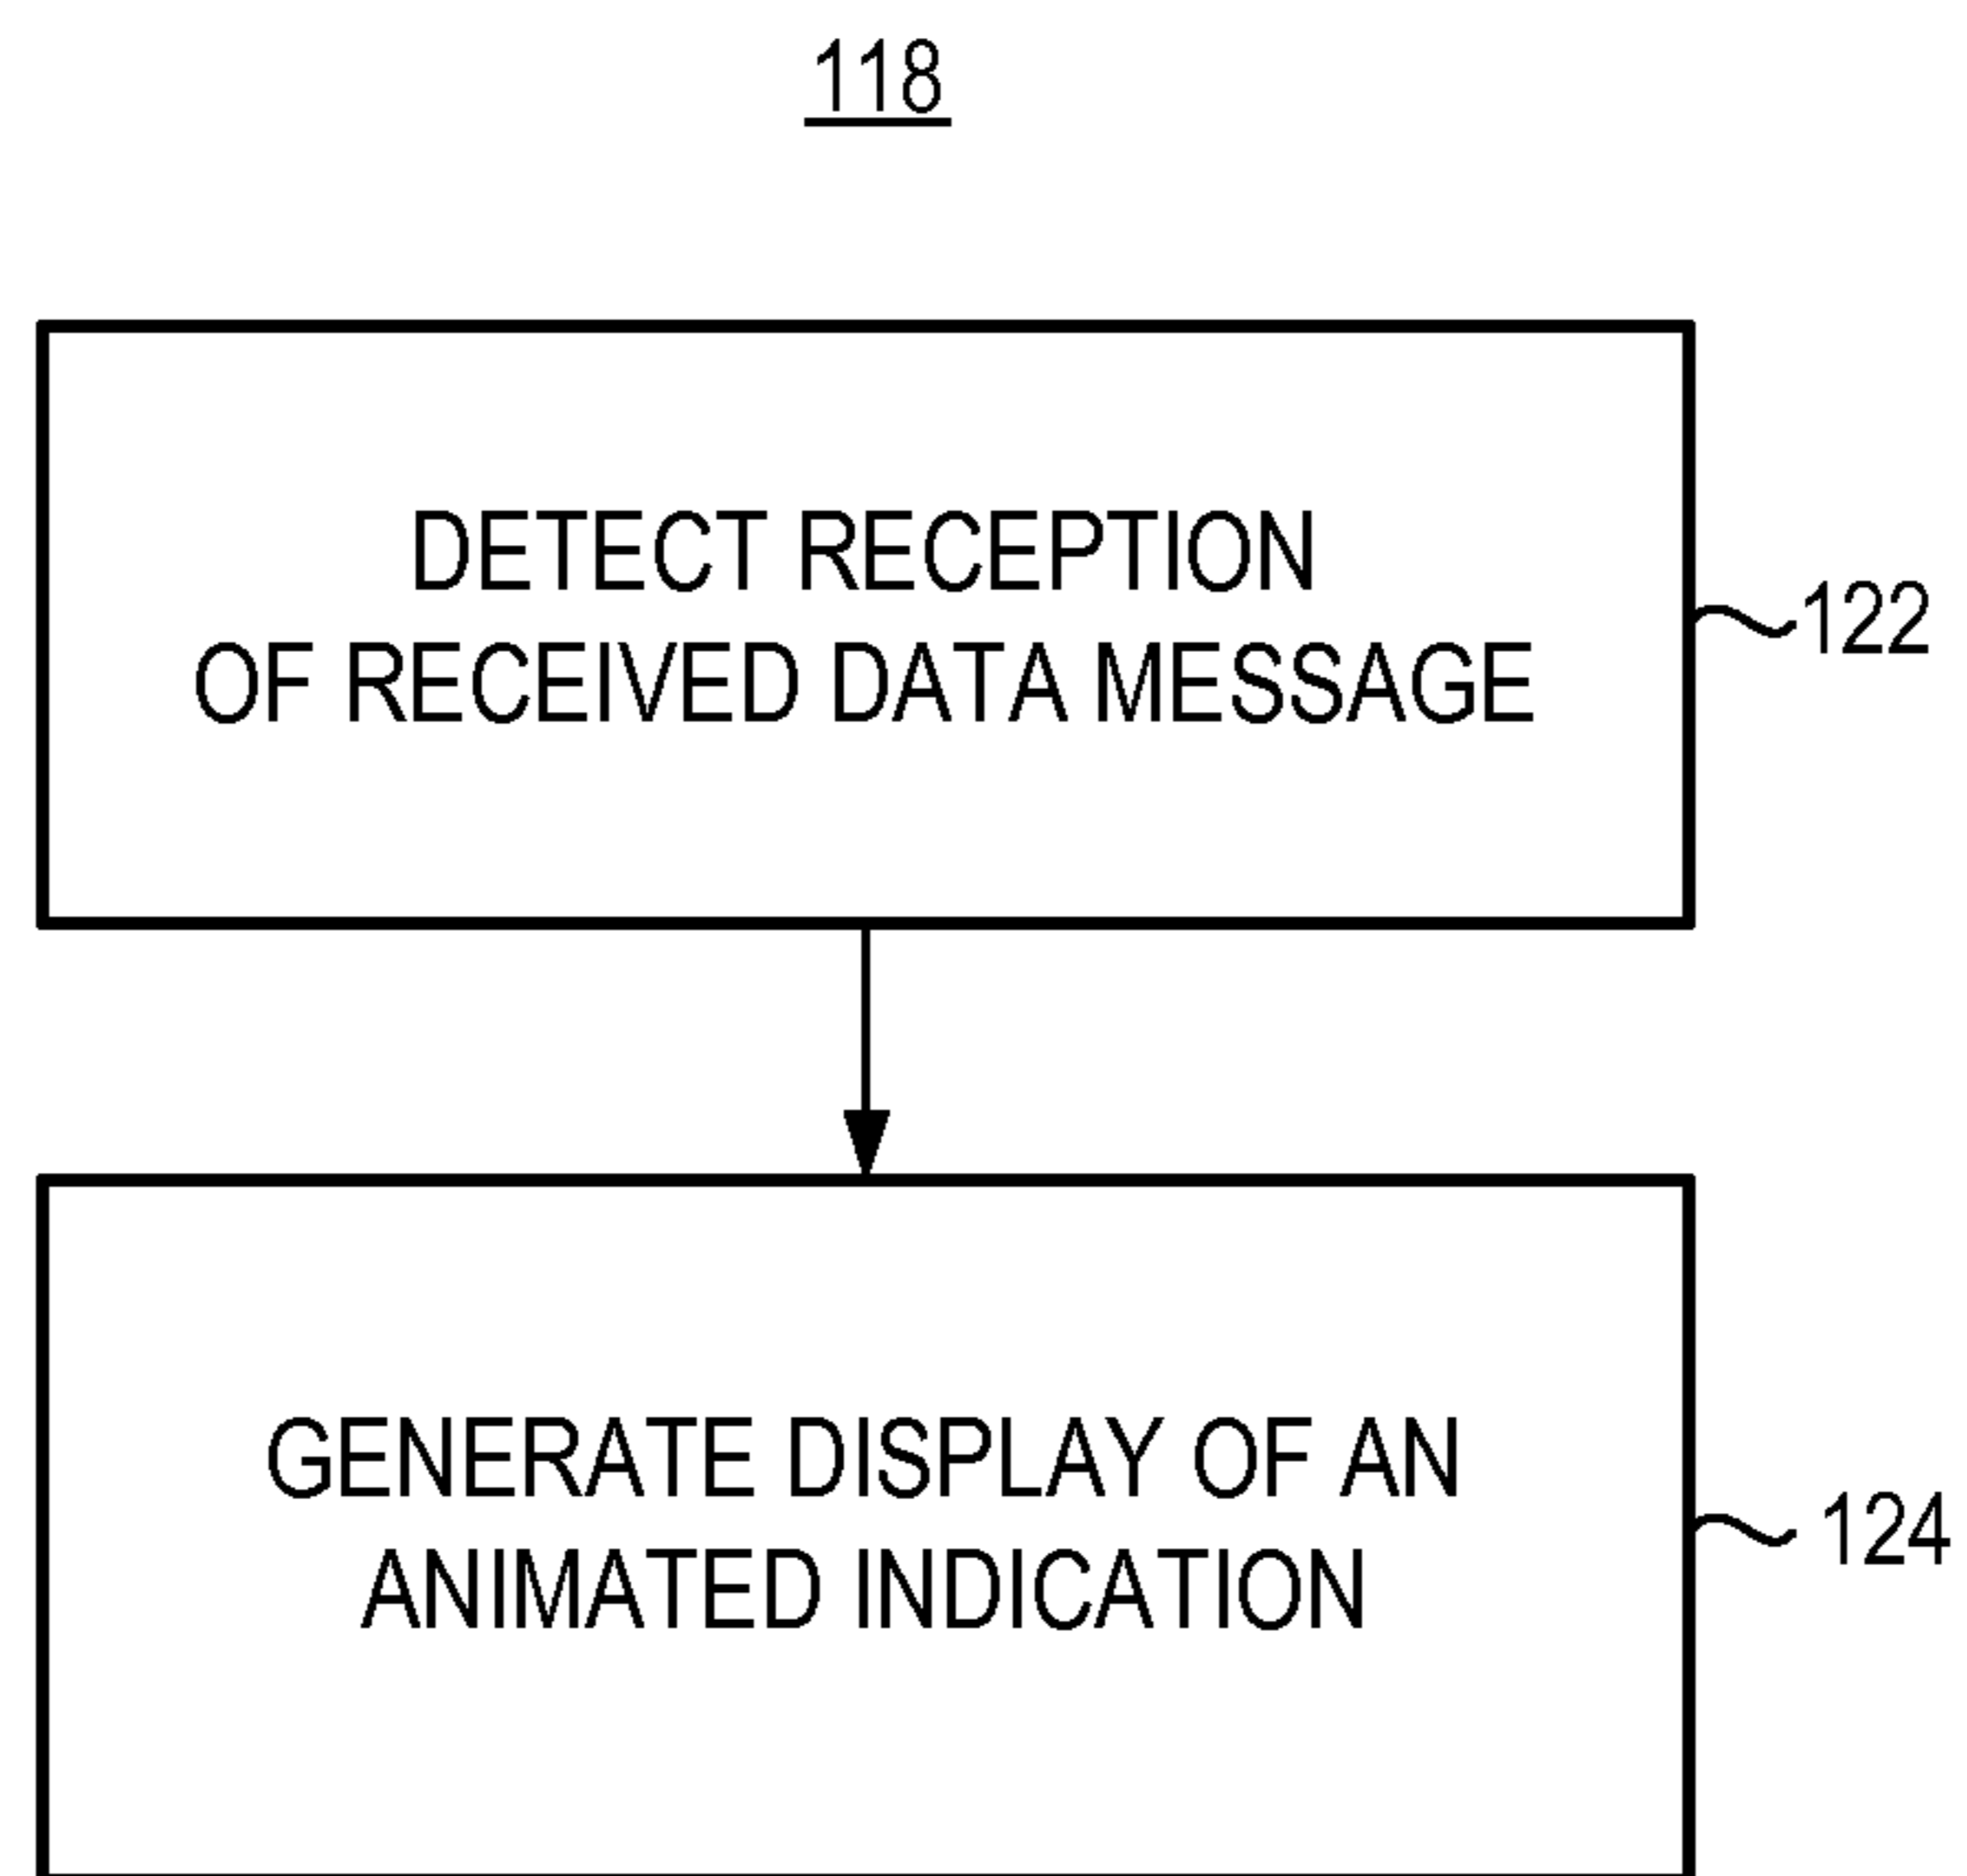 118
DETECT RECEPTION
OF RECEIVED DATA MESSAGE
122
GENERATE DISPLAY OF AN
ANIMATED INDICATION
124